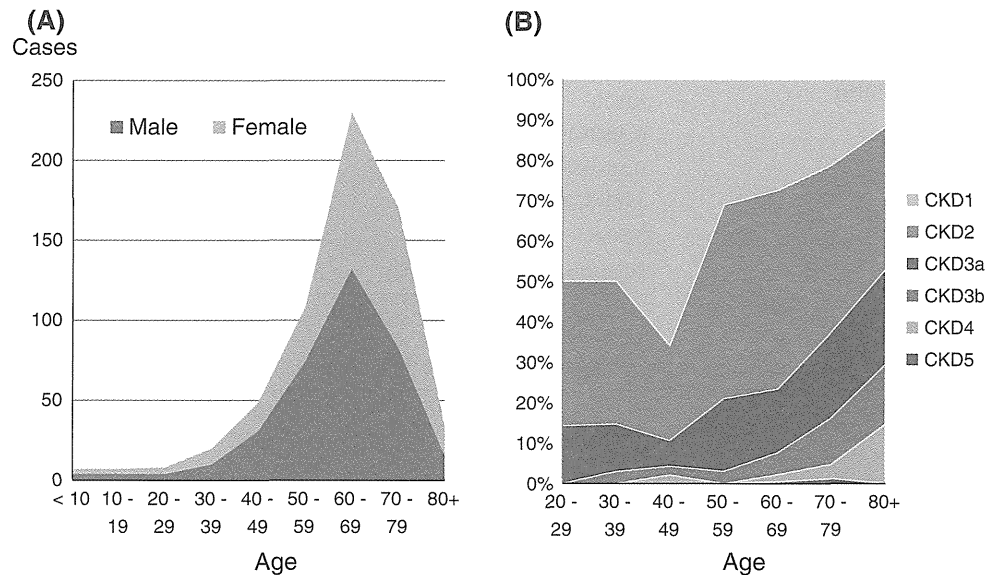 (A)
Cases
250
200
150
100
50
0
Male Female
< 10 10 - 20 - 30 - 40 - 50 - 60 - 70 - 80+
19 29 39 49 59 69 79
Age
(B)
100%
90%
80%
70%
60%
50%
40%
30%
20%
10%
0%
20 - 30 - 40 - 50 - 60 - 70 - 80+
29 39 49 59 69 79
Age
CKD1
CKD2
CKD3a
CKD3b
CKD4
CKD5